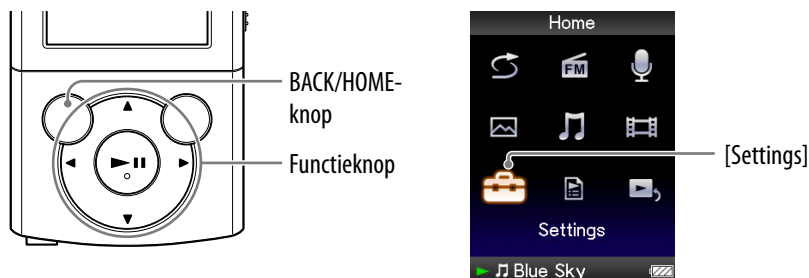 BACK/HOME-
knop
Functieknop
Home
FM
Settings
Blue Sky
[Settings]